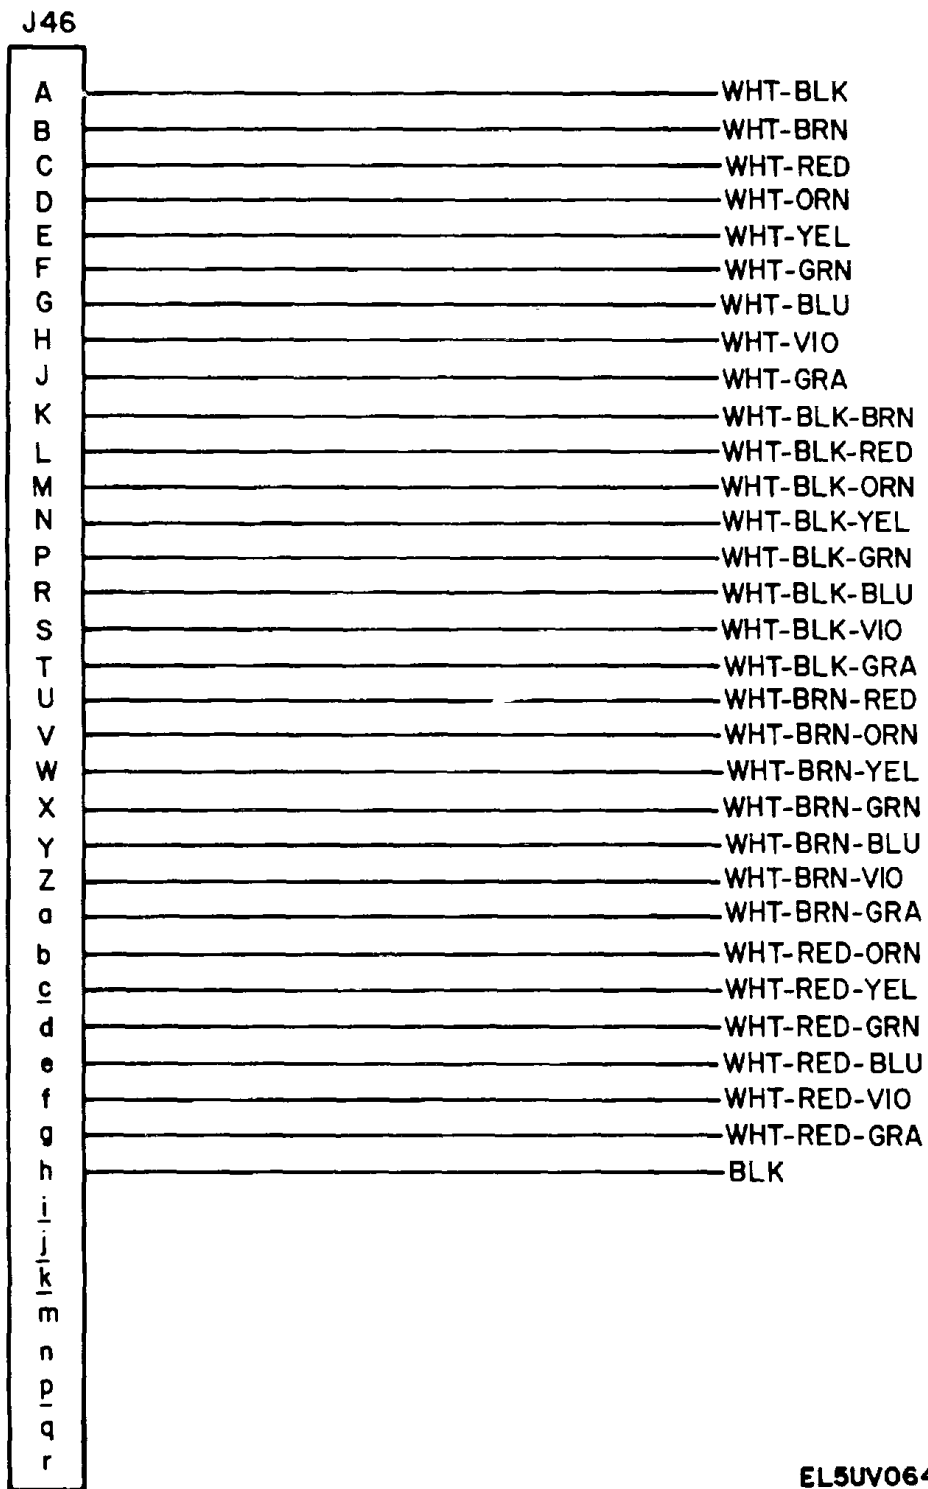 J46
A WHT-BLK
B WHT-BRN
C WHT-RED
D WHT-ORN
E WHT-YEL
F WHT-GRN
G WHT-BLU
H WHT-VIO
J WHT-GRA
K WHT-BLK-BRN
L WHT-BLK-RED
M WHT-BLK-ORN
N WHT-BLK-YEL
P WHT-BLK-GRN
R WHT-BLK-BLU
S WHT-BLK-VIO
T WHT-BLK-GRA
U WHT-BRN-RED
V WHT-BRN-ORN
W WHT-BRN-YEL
X WHT-BRN-GRN
Y WHT-BRN-BLU
Z WHT-BRN-VIO
a WHT-BRN-GRA
b WHT-RED-ORN
c WHT-RED-YEL
d WHT-RED-GRN
e WHT-RED-BLU
f WHT-RED-VIO
g WHT-RED-GRA
h BLK
i
j
k
m
n
p
q
r
EL5UV064